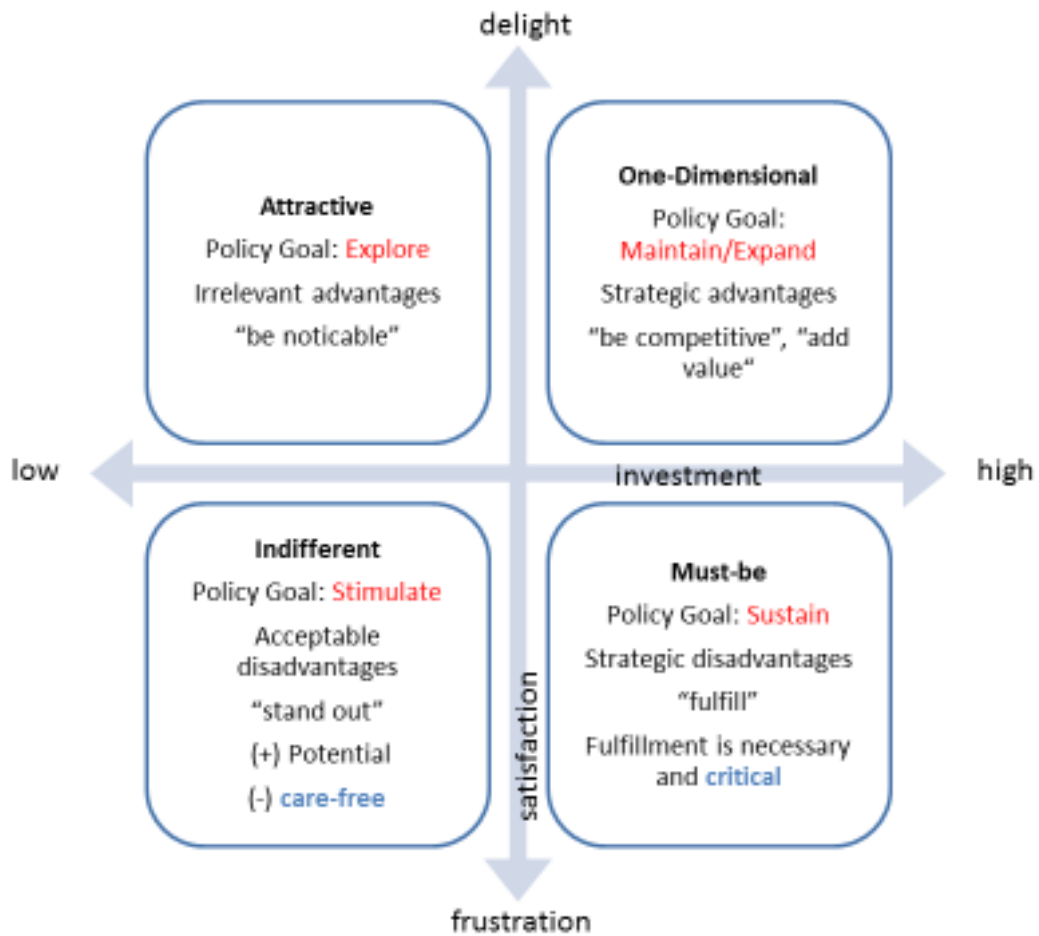 delight
Attractive
Policy Goal: Explore
Irrelevant advantages
“be noticable”
One-Dimensional
Policy Goal:
Maintain/Expand
Strategic advantages
“be competitive”, “add
value“
low
investment
high
Indifferent
Policy Goal: Stimulate
Acceptable
disadvantages
“stand out”
(+) Potential
(-) care-free
satisfaction
Must-be
Policy Goal: Sustain
Strategic disadvantages
“fulfill”
Fulfillment is necessary
and critical
frustration